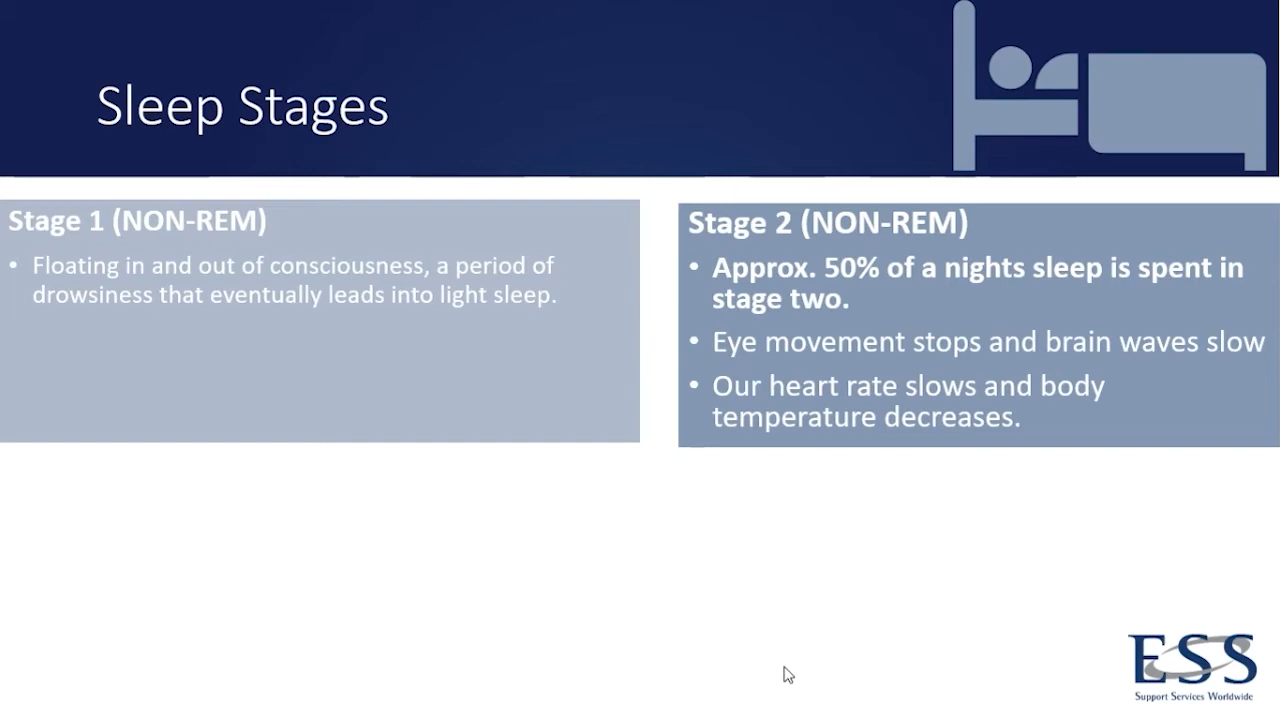 Sleep Stages
Stage 1 (NON-REM)
• Floating in and out of consciousness, a period of
drowsiness that eventually leads into light sleep.
Stage 2 (NON-REM)
• Approx. 50% of a nights sleep is spent in
stage two.
• Eye movement stops and brain waves slow
• Our heart rate slows and body
temperature decreases.
ESS
Support Services Worldwide